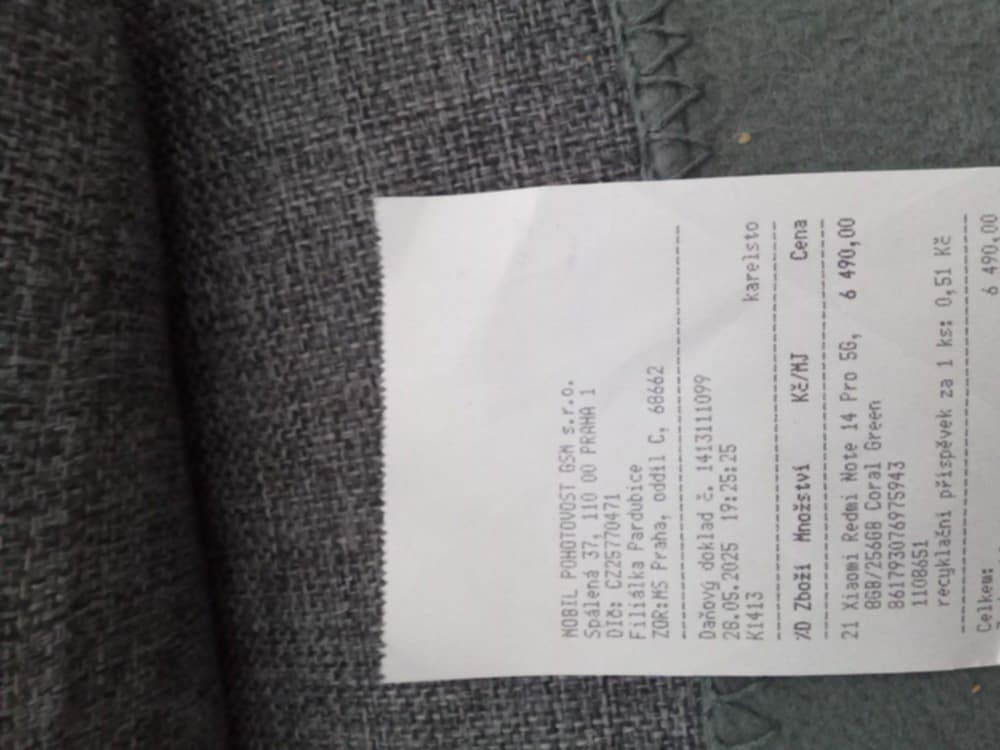 MOBIL POHOTOVOST GSM s.r.o.
Spálená 37, 110 00 PRAHA 1
DIČ: CZ25770471
Filiálka Pardubice
ZOR:MS Praha, oddíl C, 68662
Daňový doklad č. 1413111099
28.05.2025 19:25:25
K1413 karelsto
%D Zboží Množství Kč/MJ Cena
21 Xiaomi Redmi Note 14 Pro 5G, 6 490,00
8GB/256GB Coral Green
861793076975943
1108651
recyklační příspěvek za 1 ks: 0,51 Kč
Celkem: 6 490,00